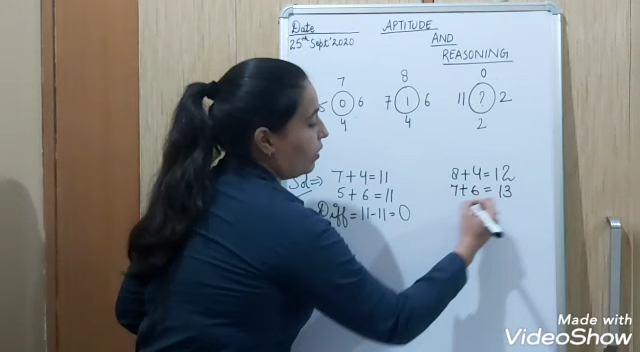 Date
25th Sept' 2020
APTITUDE
AND
REASONING
7
5 0 6
4
8
7 1 6
4
0
11 ? 2
2
Sol ⇒ 7 + 4 = 11
5 + 6 = 11
Diff = 11 - 11 = 0
8 + 4 = 12
7 + 6 = 13
Made with
VideoShow